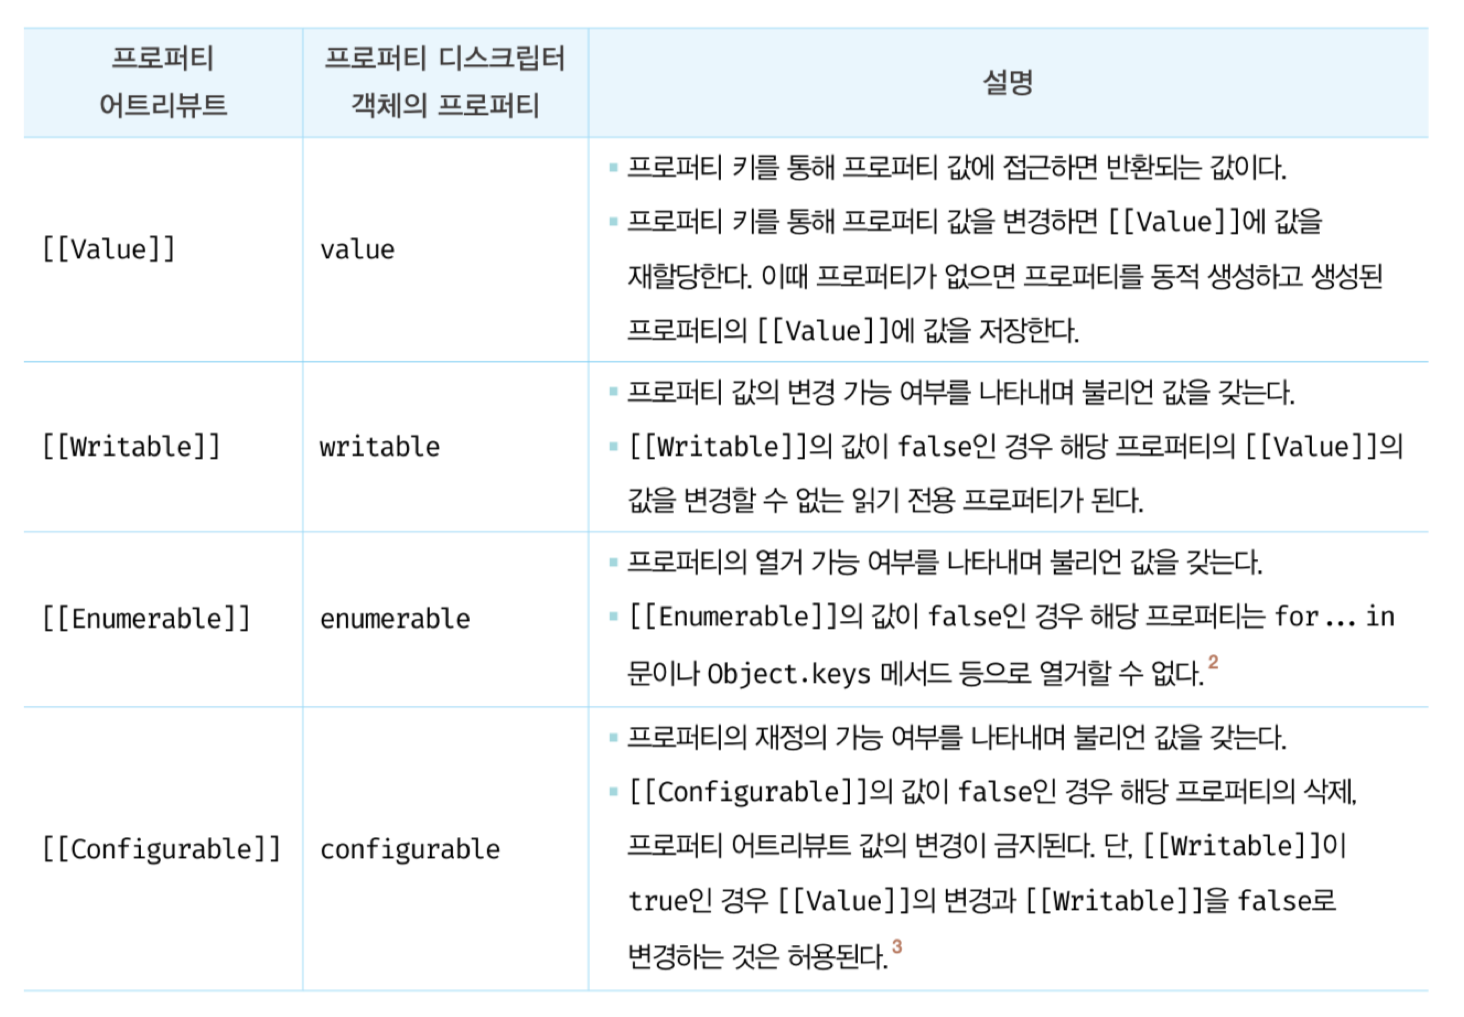 프로퍼티
어트리뷰트
프로퍼티 디스크립터
객체의 프로퍼티
설명
[[Value]]
value
프로퍼티 키를 통해 프로퍼티 값에 접근하면 반환되는 값이다.
프로퍼티 키를 통해 프로퍼티 값을 변경하면 [[Value]]에 값을
재할당한다. 이때 프로퍼티가 없으면 프로퍼티를 동적 생성하고 생성된
프로퍼티의 [[Value]]에 값을 저장한다.
[[Writable]]
writable
프로퍼티 값의 변경 가능 여부를 나타내며 불리언 값을 갖는다.
[[Writable]]의 값이 false인 경우 해당 프로퍼티의 [[Value]]의
값을 변경할 수 없는 읽기 전용 프로퍼티가 된다.
[[Enumerable]]
enumerable
프로퍼티의 열거 가능 여부를 나타내며 불리언 값을 갖는다.
[[Enumerable]]의 값이 false인 경우 해당 프로퍼티는 for...in
문이나 Object.keys 메서드 등으로 열거할 수 없다.2
[[Configurable]]
configurable
프로퍼티의 재정의 가능 여부를 나타내며 불리언 값을 갖는다.
[[Configurable]]의 값이 false인 경우 해당 프로퍼티의 삭제,
프로퍼티 어트리뷰트 값의 변경이 금지된다. 단, [[Writable]]이
true인 경우 [[Value]]의 변경과 [[Writable]]을 false로
변경하는 것은 허용된다.3